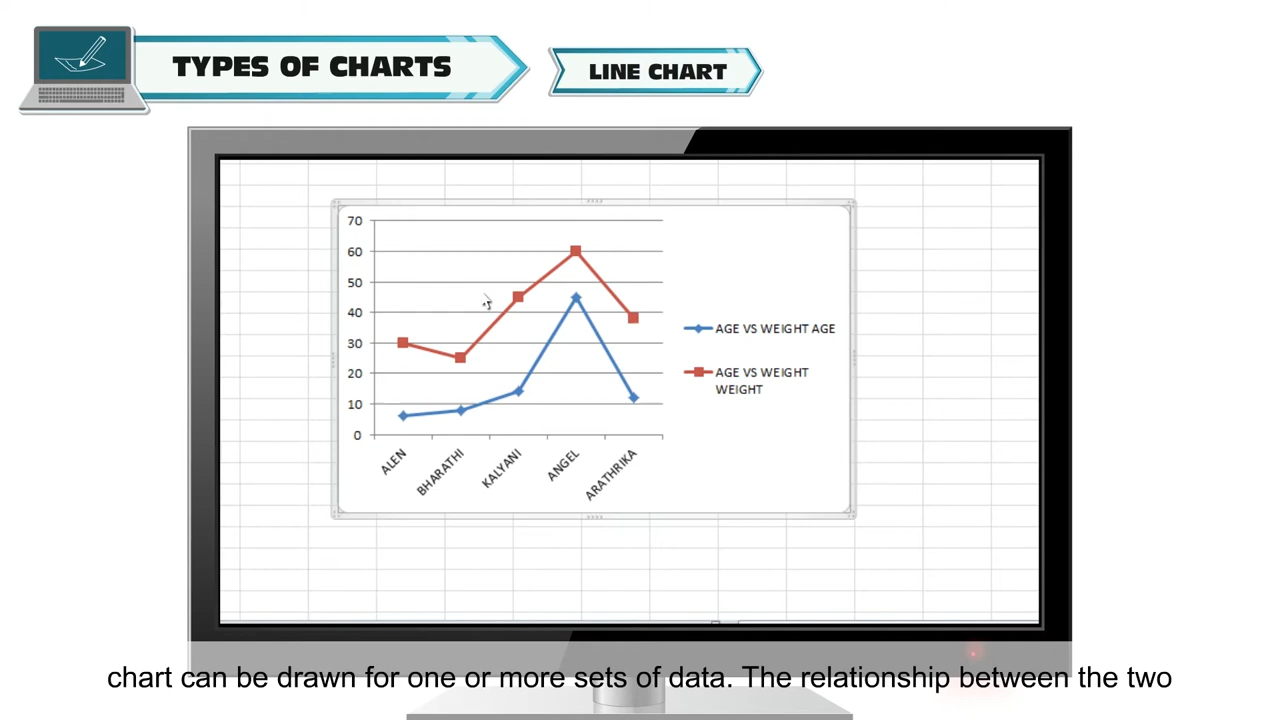 TYPES OF CHARTS
LINE CHART
70
60
50
40
30
20
10
0
ALEN
BHARATHI
KALYANI
ANGEL
ARATHRIKA
AGE VS WEIGHT AGE
AGE VS WEIGHT
WEIGHT
chart can be drawn for one or more sets of data. The relationship between the two